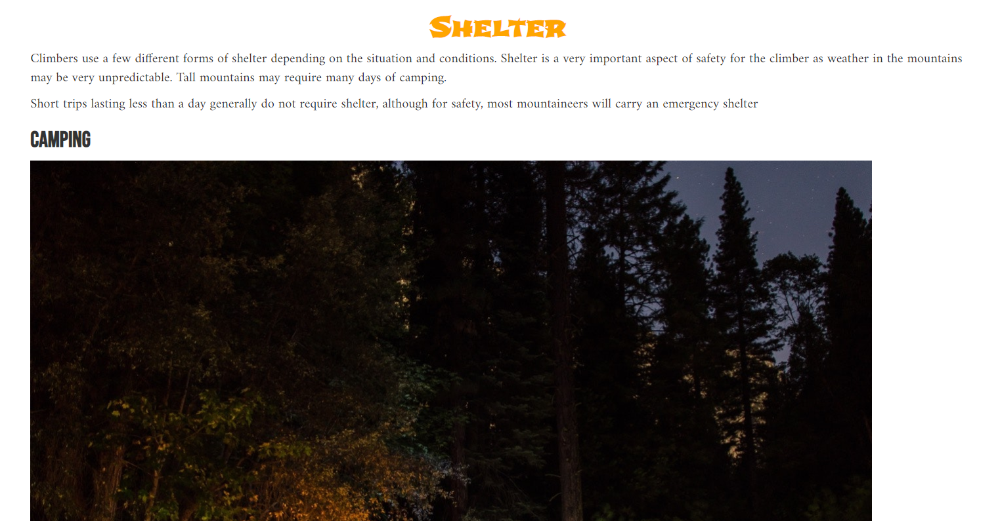 SHELTER
Climbers use a few different forms of shelter depending on the situation and conditions. Shelter is a very important aspect of safety for the climber as weather in the mountains
may be very unpredictable. Tall mountains may require many days of camping.
Short trips lasting less than a day generally do not require shelter, although for safety, most mountaineers will carry an emergency shelter
CAMPING